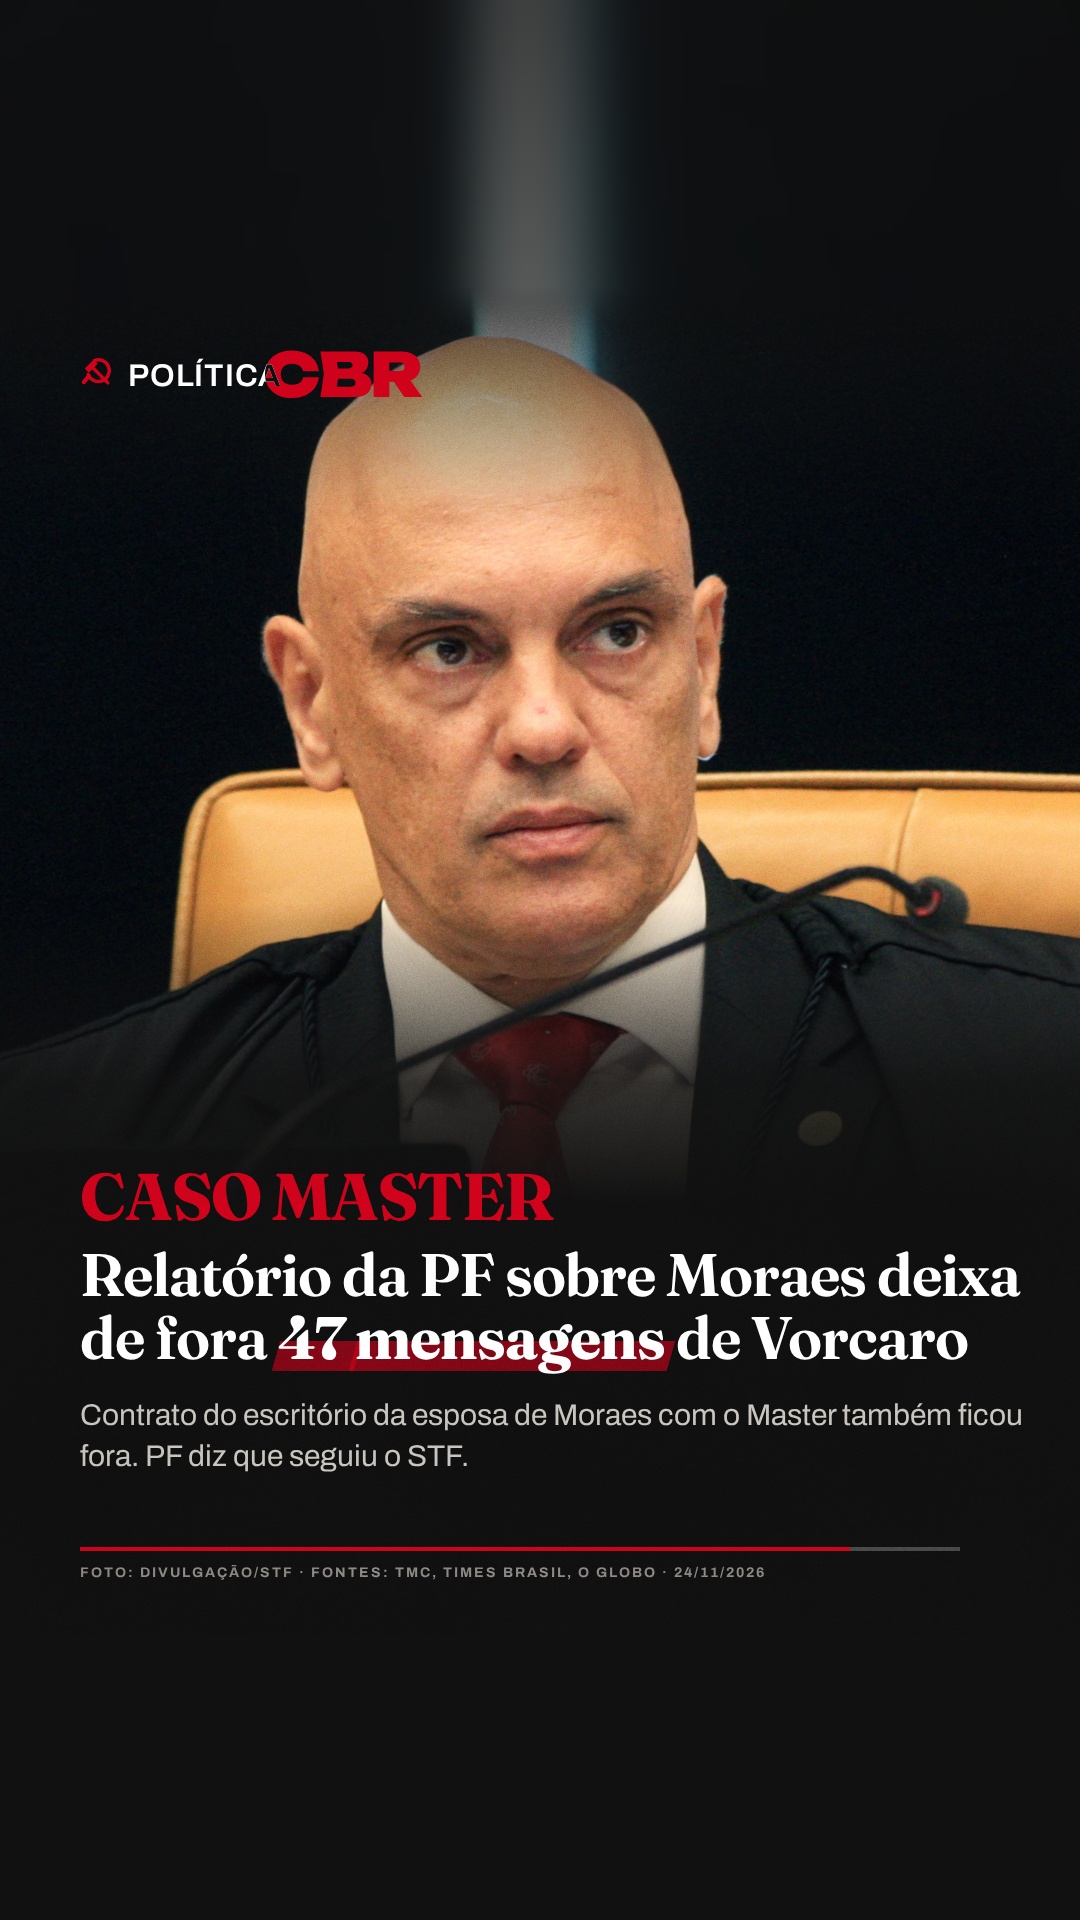 POLÍTICA CBR
CASO MASTER
Relatório da PF sobre Moraes deixa
de fora 47 mensagens de Vorcaro
Contrato do escritório da esposa de Moraes com o Master também ficou
fora. PF diz que seguiu o STF.
FOTO: DIVULGAÇÃO/STF · FONTES: TMC, TIMES BRASIL, O GLOBO · 24/11/2026